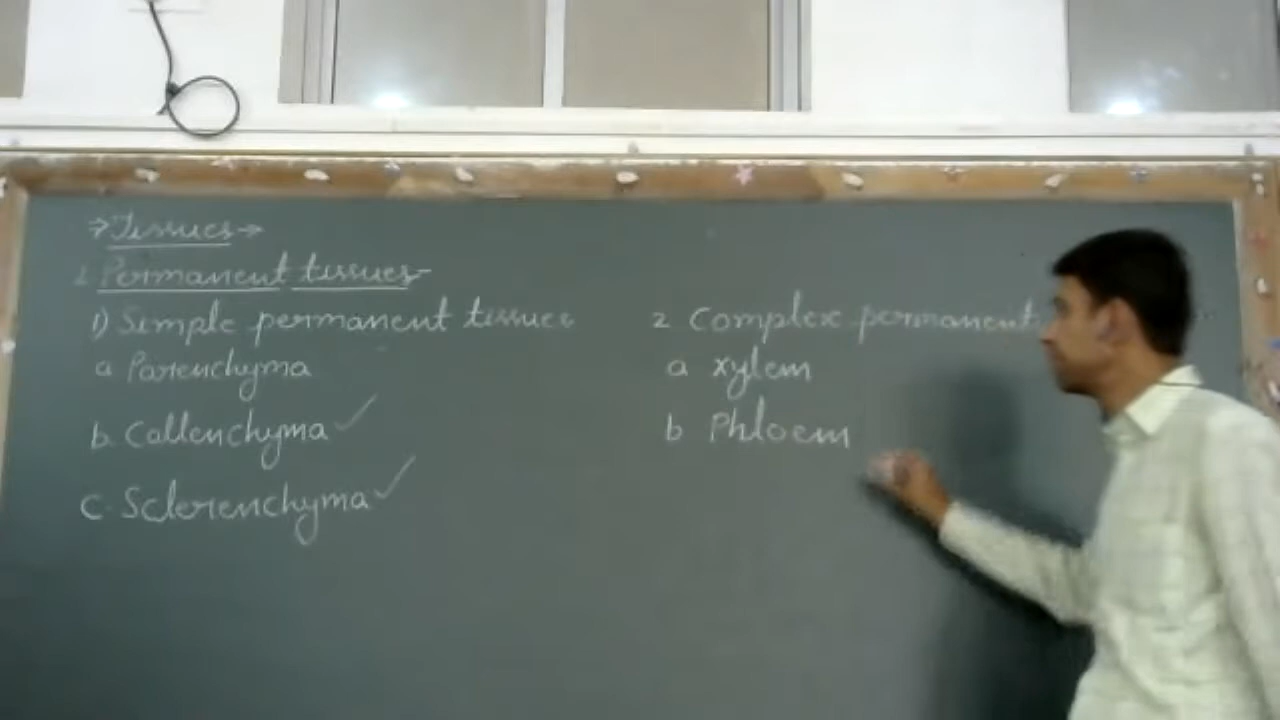 →Tissues→
1 Permanent tissues-
1) Simple permanent tissues
a Parenchyma
b. Collenchyma ✓
c. Sclerenchyma ✓
2 Complex permanent
a xylem
b Phloem